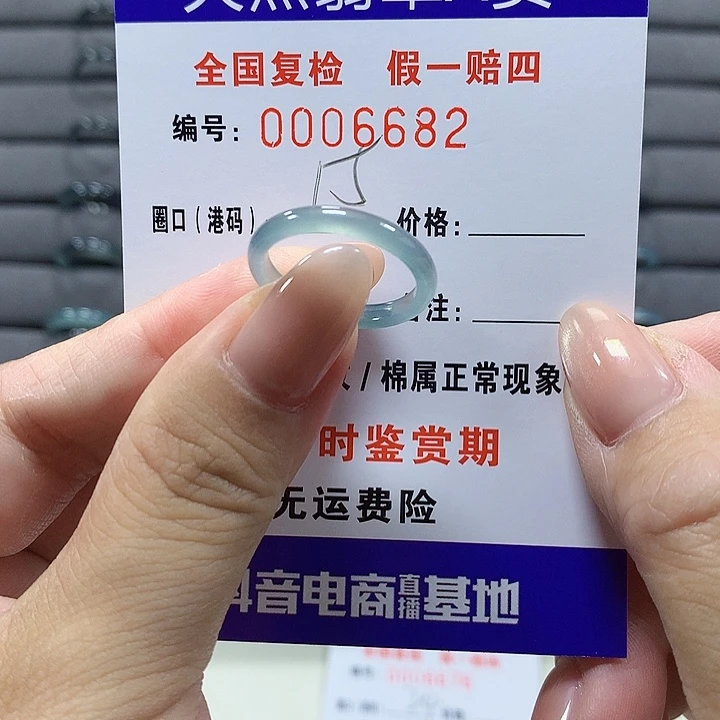 全国复检 假一赔四
编号: 0006682
圈口(港码)
价格:
注:
/棉属正常现象
时鉴赏期
无运费险
抖音电商直播基地